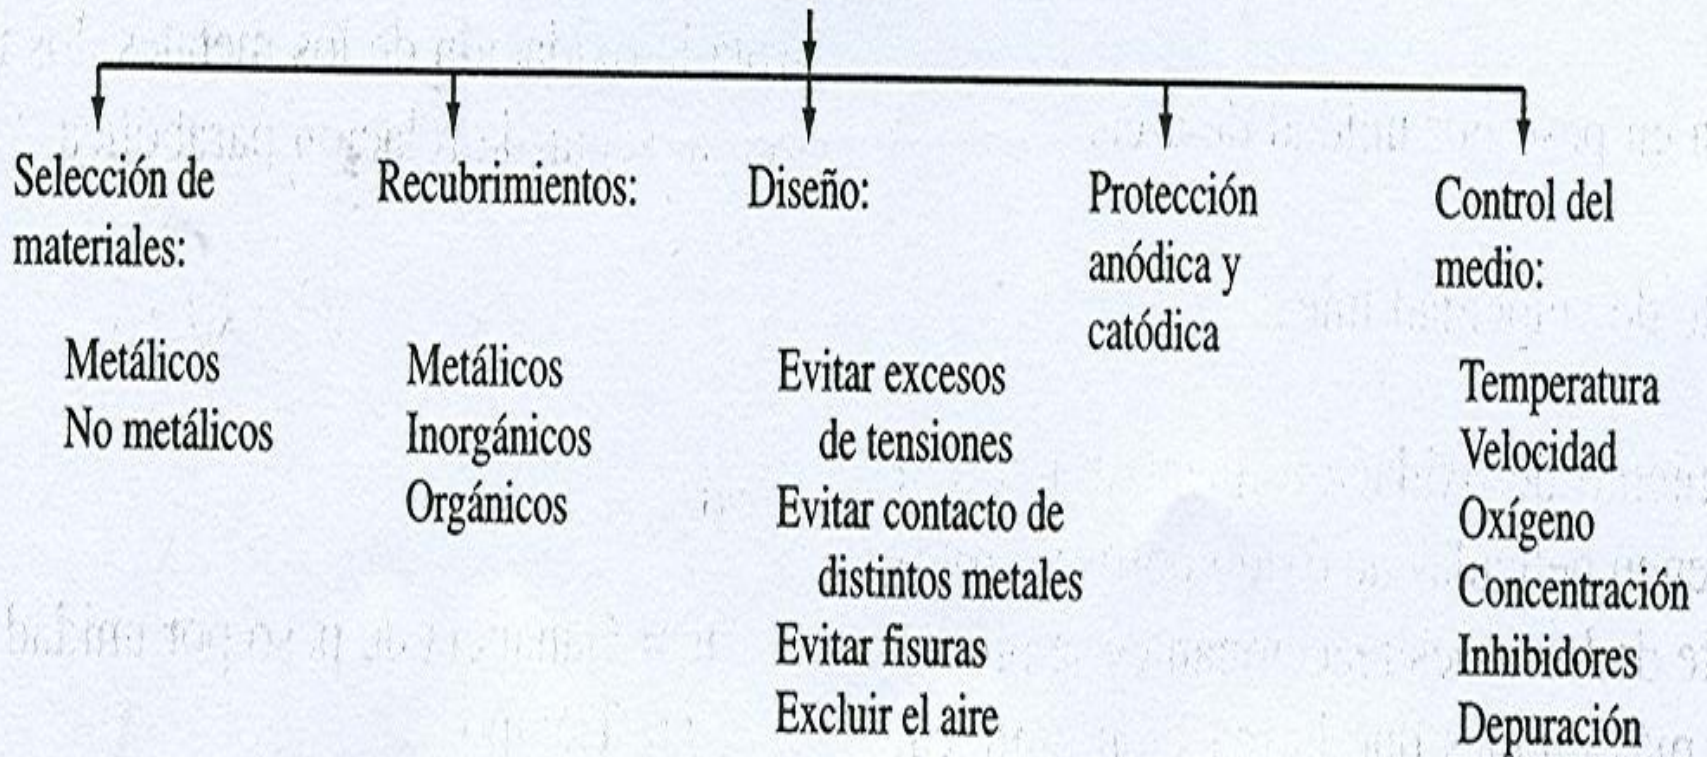 Selección de
materiales:
Metálicos
No metálicos
Recubrimientos:
Metálicos
Inorgánicos
Orgánicos
Diseño:
Evitar excesos
de tensiones
Evitar contacto de
distintos metales
Evitar fisuras
Excluir el aire
Protección
anódica y
catódica
Control del
medio:
Temperatura
Velocidad
Oxígeno
Concentración
Inhibidores
Depuración